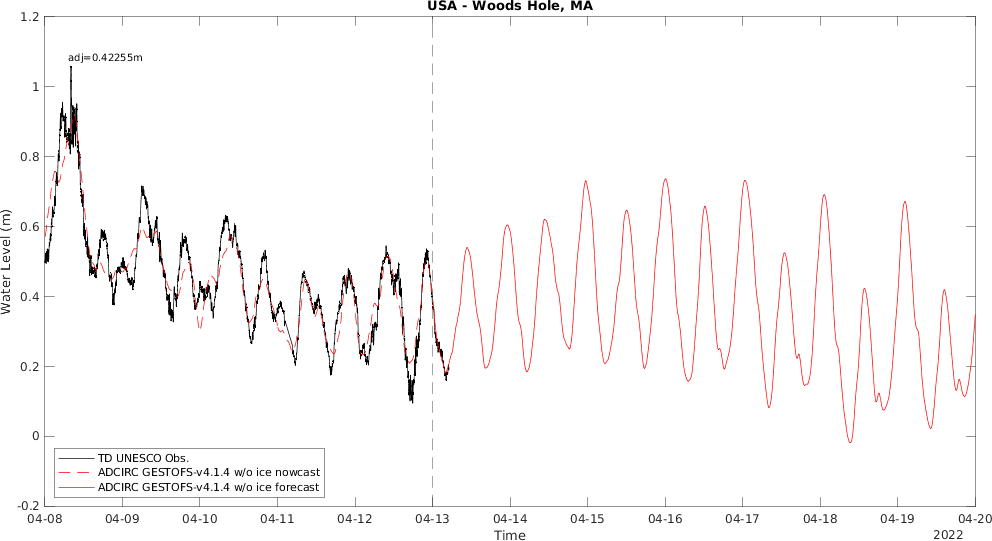 USA - Woods Hole, MA
1.2
1
0.8
0.6
0.4
0.2
0
-0.2
Water Level (m)
adj=0.42255m
TD UNESCO Obs.
ADCIRC GESTOFS-v4.1.4 w/o ice nowcast
ADCIRC GESTOFS-v4.1.4 w/o ice forecast
04-08 04-09 04-10 04-11 04-12 04-13 04-14 04-15 04-16 04-17 04-18 04-19 04-20
Time
2022